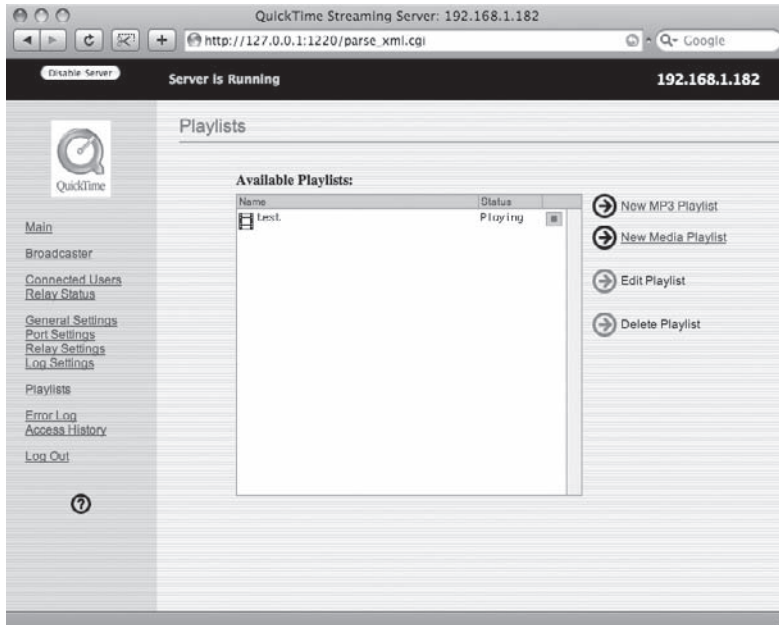 QuickTime Streaming Server: 192.168.1.182
http://127.0.0.1:1220/parse_xml.cgi
Google
Disable Server
Server Is Running
192.168.1.182
QuickTime
Playlists
Available Playlists:
Name Status
test Playing
New MP3 Playlist
New Media Playlist
Edit Playlist
Delete Playlist
Main
Broadcaster
Connected Users
Relay Status
General Settings
Port Settings
Relay Settings
Log Settings
Playlists
Error Log
Access History
Log Out
?